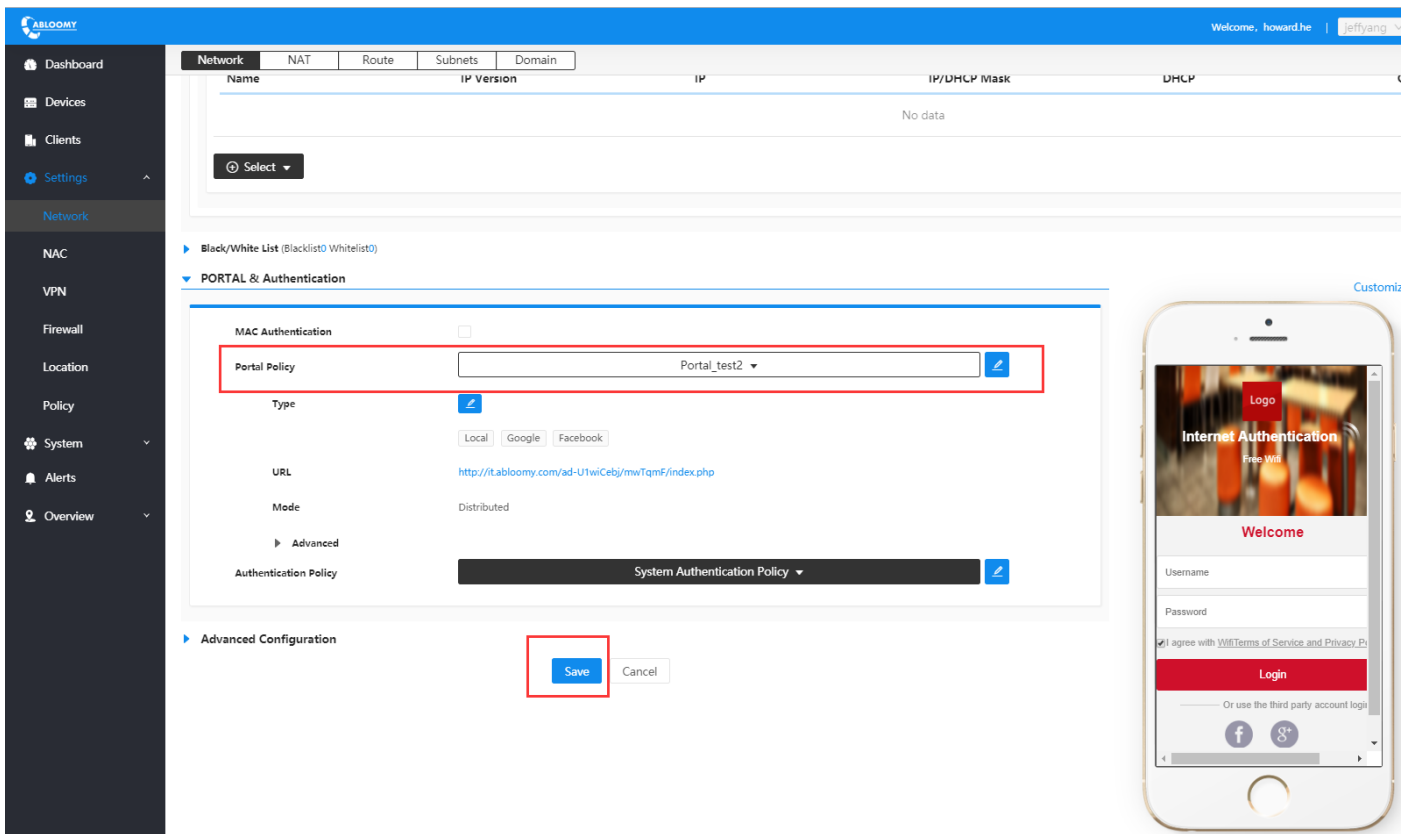 ABLOOMY
Welcome, howard.he | jeffyang
Dashboard
Devices
Clients
Settings
Network
NAC
VPN
Firewall
Location
Policy
System
Alerts
Overview
Network NAT Route Subnets Domain
Name IP Version IP IP/DHCP Mask DHCP
No data
Select
Black/White List (Blacklist0 Whitelist0)
PORTAL & Authentication
MAC Authentication
Portal Policy Portal_test2
Type
Local Google Facebook
URL http://it.abloomy.com/ad-U1wiCebj/mwTqmF/index.php
Mode Distributed
Advanced
Authentication Policy System Authentication Policy
Advanced Configuration
Save Cancel
Customiz
Logo
Internet Authentication
Free Wifi
Welcome
Username
Password
I agree with WifiTerms of Service and Privacy P
Login
Or use the third party account logi
f g+